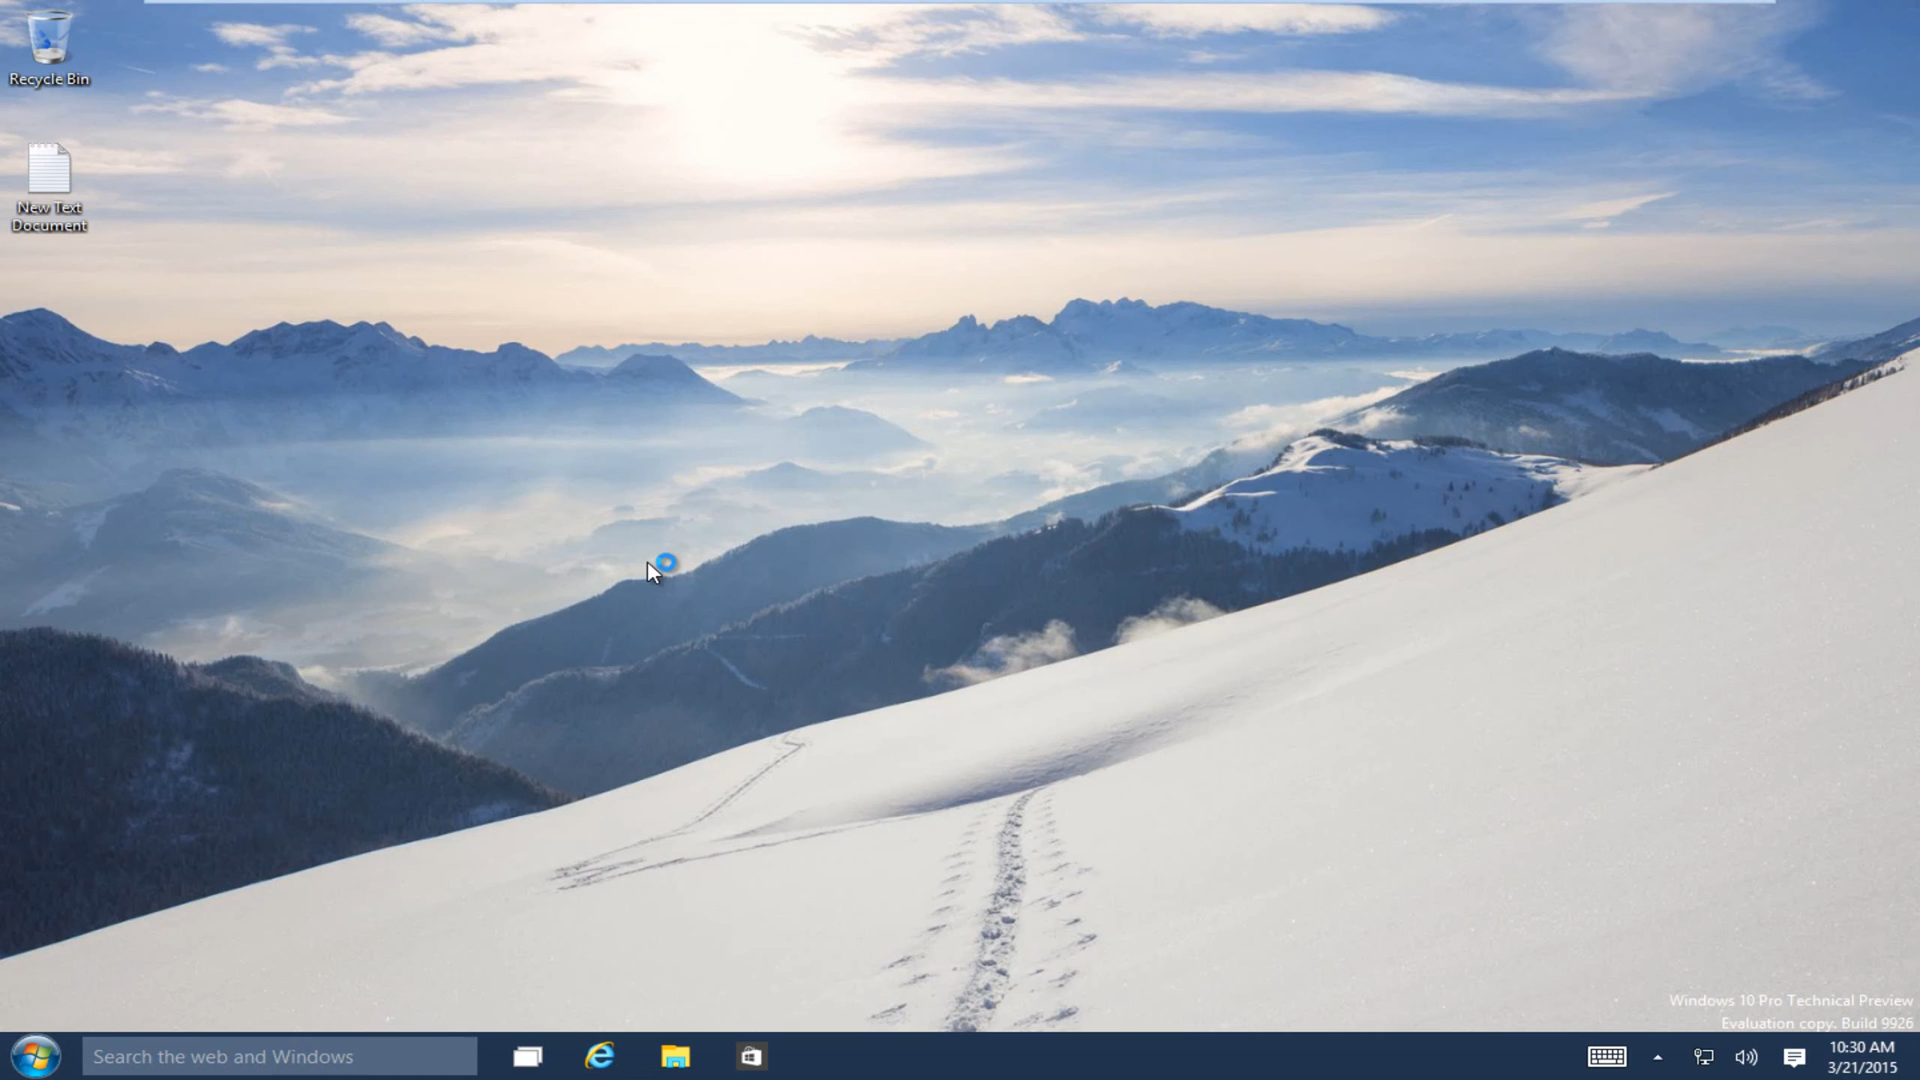 Recycle Bin
New Text
Document
Windows 10 Pro Technical Preview
Evaluation copy. Build 9926
Search the web and Windows
10:30 AM
3/21/2015